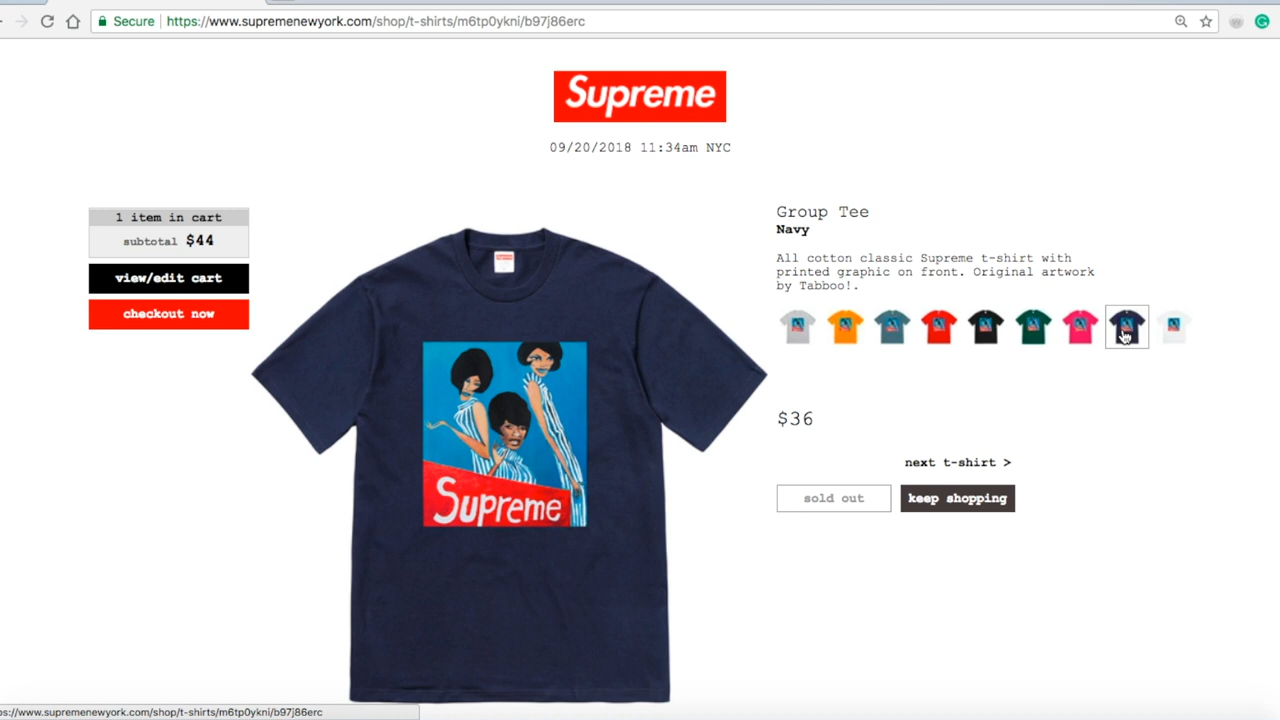 Secure https://www.supremenewyork.com/shop/t-shirts/m6tp0ykni/b97j86erc
Supreme
09/20/2018 11:34am NYC
1 item in cart
subtotal $44
view/edit cart
checkout now
Group Tee
Navy
All cotton classic Supreme t-shirt with
printed graphic on front. Original artwork
by Tabboo!.
$36
next t-shirt >
sold out
keep shopping
Supreme
ps://www.supremenewyork.com/shop/t-shirts/m6tp0ykni/b97j86erc